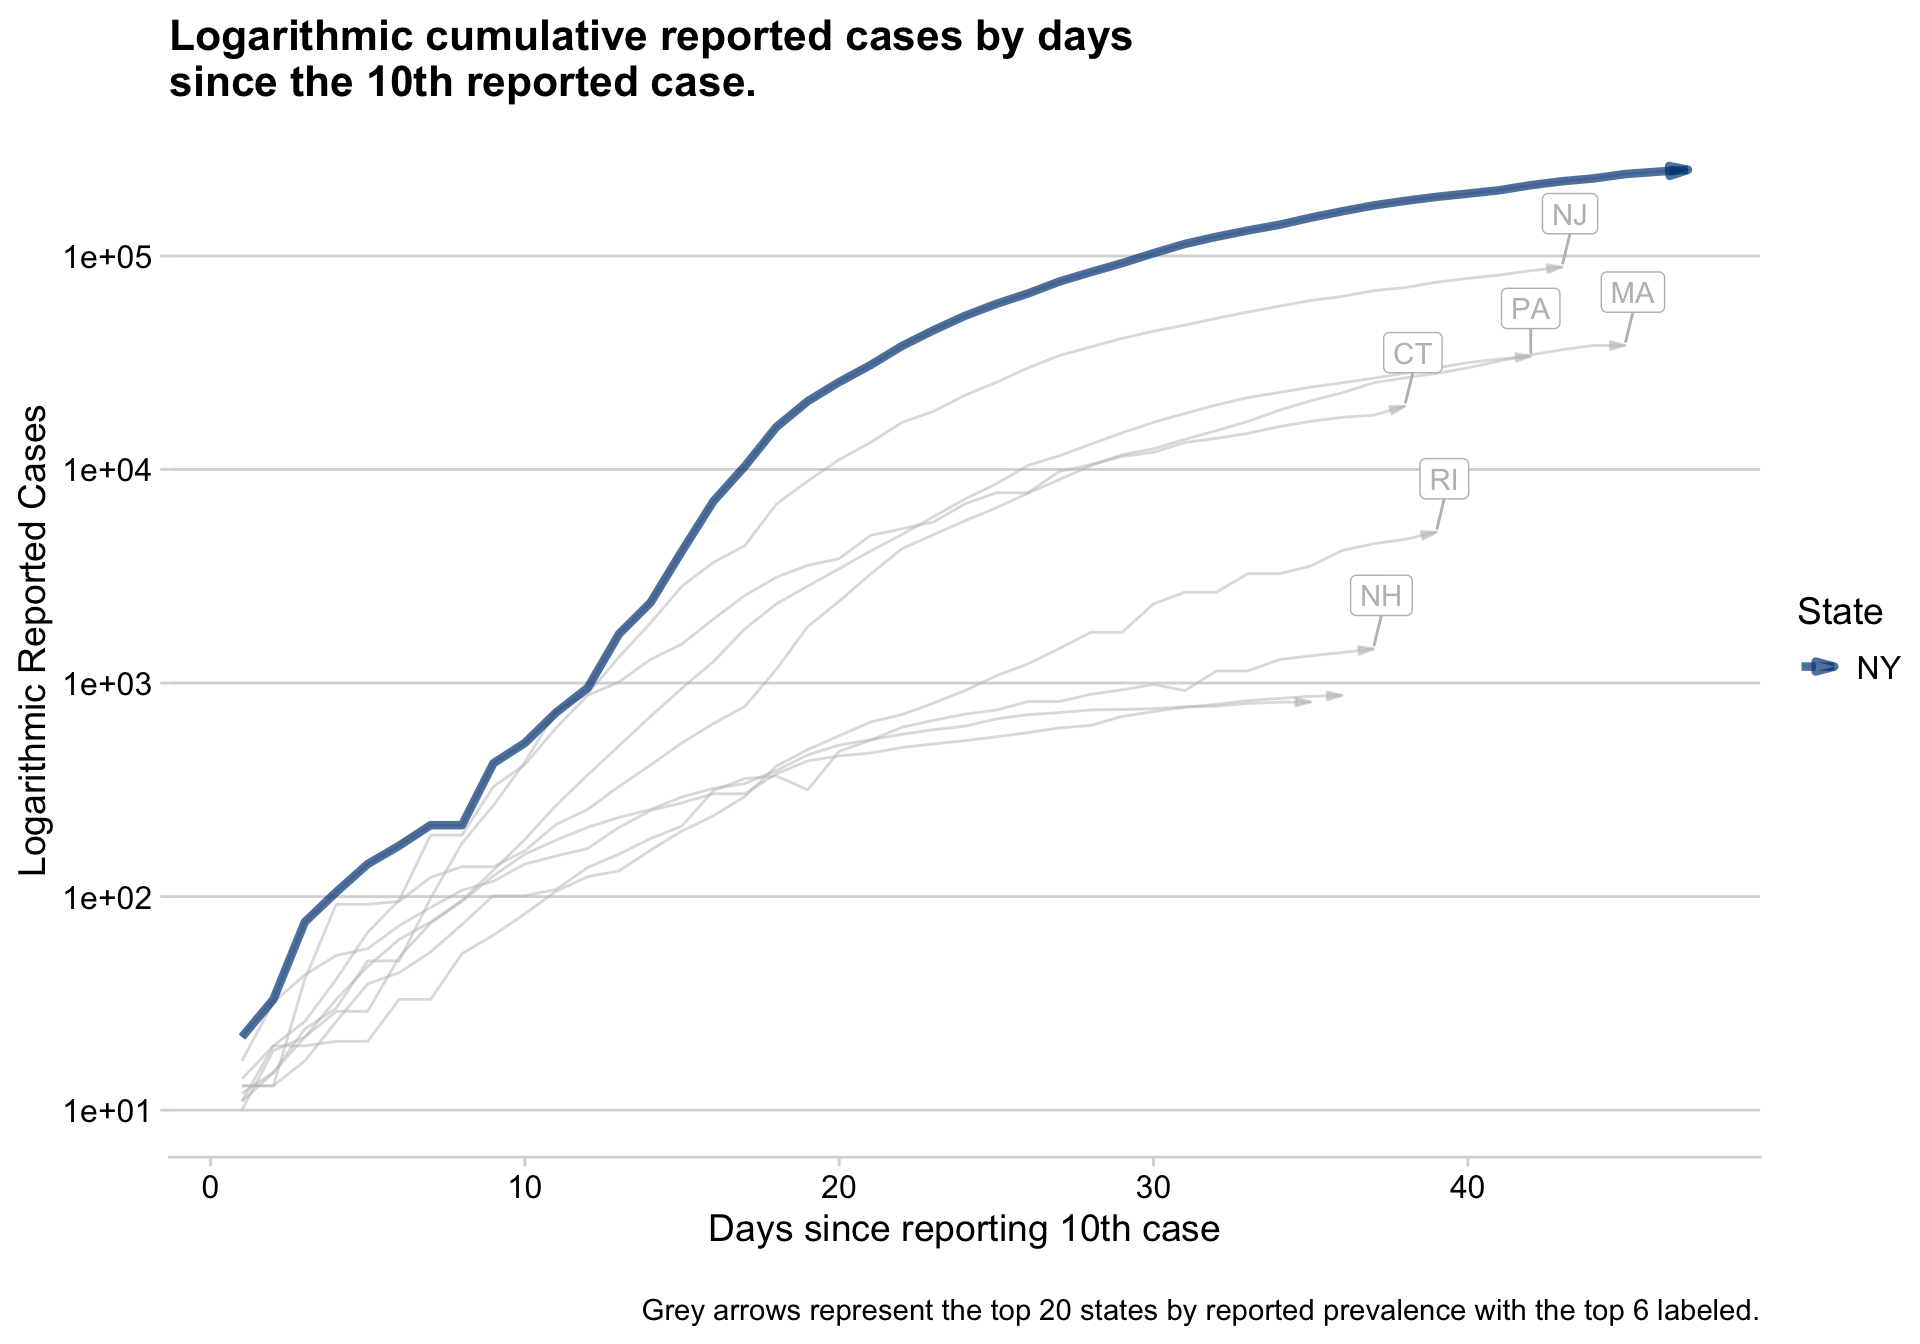 Logarithmic cumulative reported cases by days
since the 10th reported case.
Logarithmic Reported Cases
1e+05
1e+04
1e+03
1e+02
1e+01
NJ
MA
PA
CT
RI
NH
State
NY
0 10 20 30 40
Days since reporting 10th case
Grey arrows represent the top 20 states by reported prevalence with the top 6 labeled.